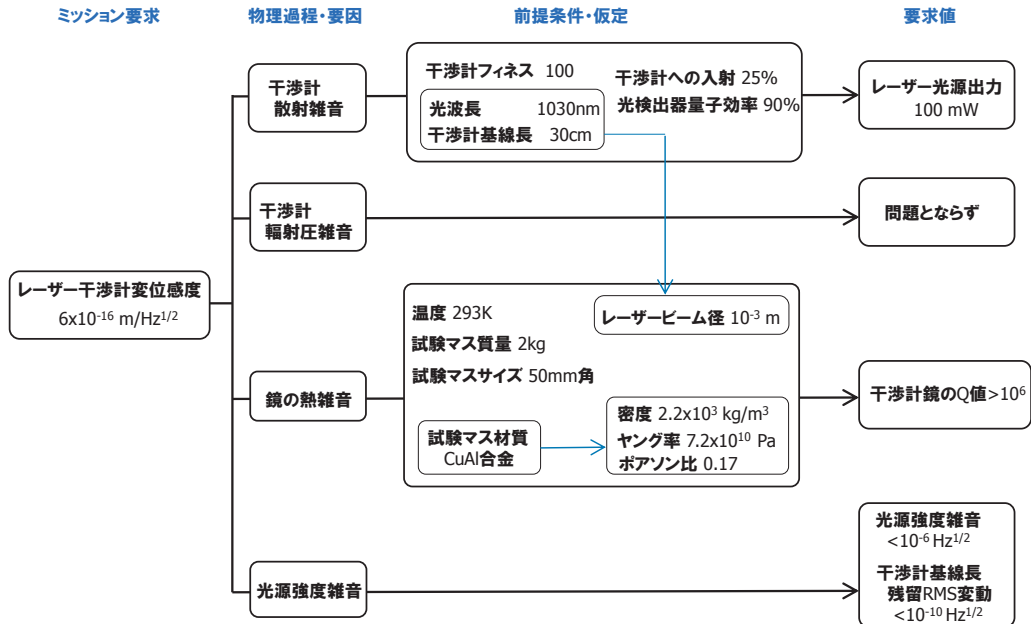 ミッション要求
物理過程・要因
前提条件・仮定
要求値
干渉計
散射雑音
干渉計フィネス 100
光波長 1030nm
干渉計基線長 30cm
干渉計への入射 25%
光検出器量子効率 90%
レーザー光源出力
100 mW
干渉計
輻射圧雑音
問題とならず
レーザー干渉計変位感度
6x10⁻¹⁶ m/Hz¹/²
鏡の熱雑音
温度 293K
試験マス質量 2kg
試験マスサイズ 50mm角
レーザービーム径 10⁻³ m
試験マス材質
CuAl合金
密度 2.2x10³ kg/m³
ヤング率 7.2x10¹⁰ Pa
ポアソン比 0.17
干渉計鏡のQ値>10⁶
光源強度雑音
光源強度雑音
<10⁻⁶ Hz¹/²
干渉計基線長
残留RMS変動
<10⁻¹⁰ Hz¹/²